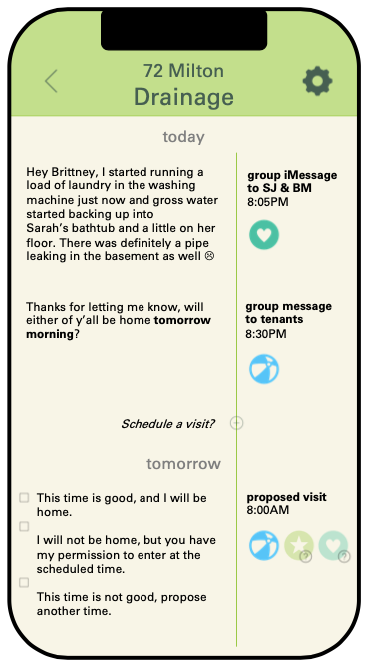 72 Milton
Drainage
today
Hey Brittney, I started running a
load of laundry in the washing
machine just now and gross water
started backing up into
Sarah's bathtub and a little on her
floor. There was definitely a pipe
leaking in the basement as well ☹
group iMessage
to SJ & BM
8:05PM
Thanks for letting me know, will
either of y'all be home tomorrow
morning?
group message
to tenants
8:30PM
Schedule a visit?
tomorrow
This time is good, and I will be
home.
I will not be home, but you have
my permission to enter at the
scheduled time.
This time is not good, propose
another time.
proposed visit
8:00AM
? ?